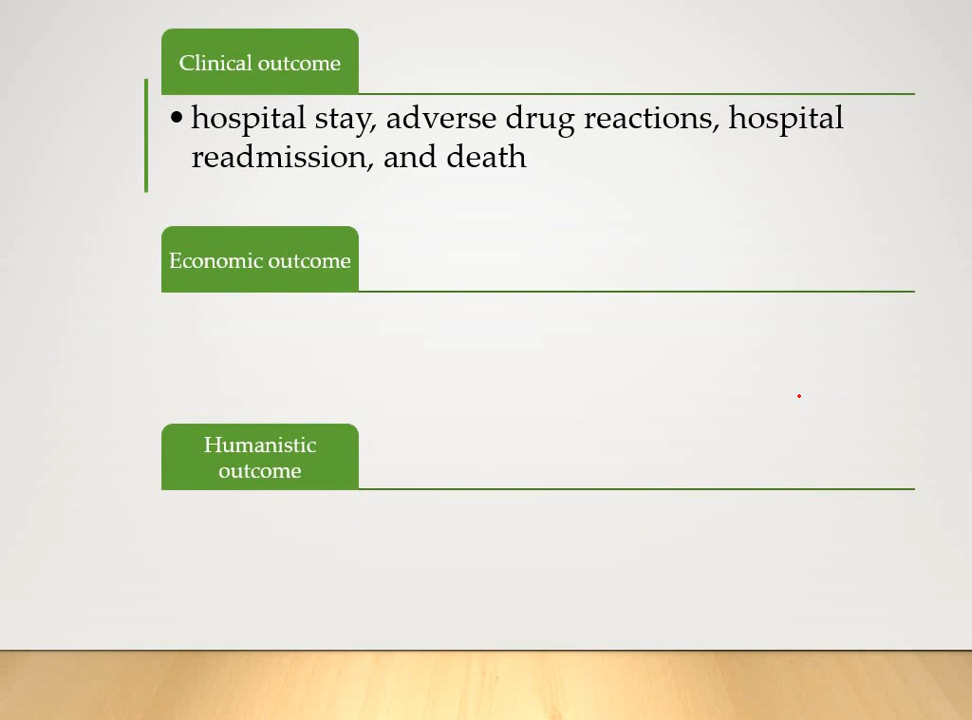 Clinical outcome
•hospital stay, adverse drug reactions, hospital
readmission, and death
Economic outcome
Humanistic
outcome